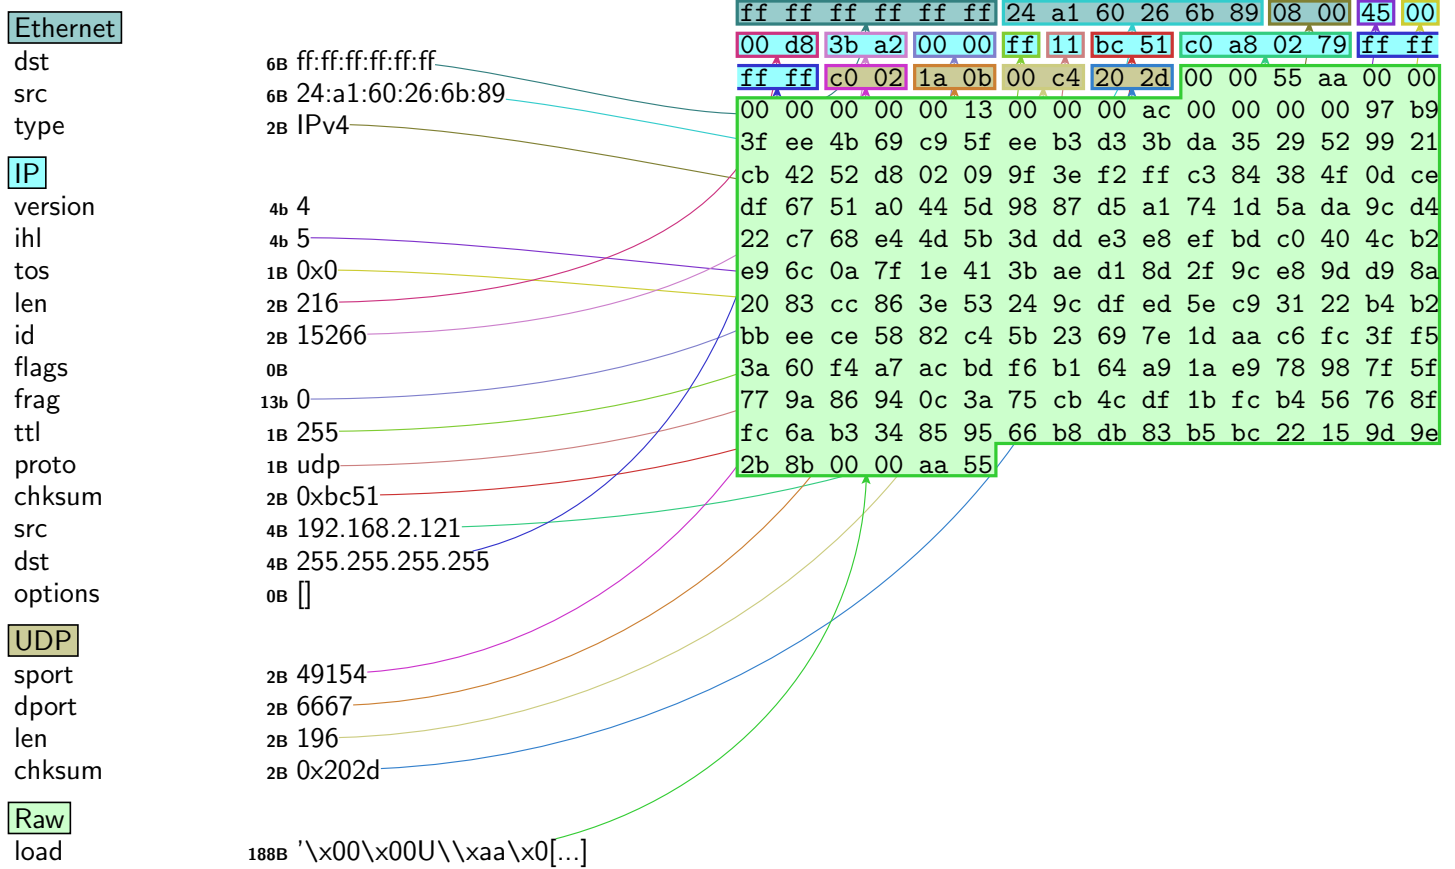 Ethernet
dst 6B ff:ff:ff:ff:ff:ff
src 6B 24:a1:60:26:6b:89
type 2B IPv4
IP
version 4b 4
ihl 4b 5
tos 1B 0x0
len 2B 216
id 2B 15266
flags 0B
frag 13b 0
ttl 1B 255
proto 1B udp
chksum 2B 0xbc51
src 4B 192.168.2.121
dst 4B 255.255.255.255
options 0B []
UDP
sport 2B 49154
dport 2B 6667
len 2B 196
chksum 2B 0x202d
Raw
load 188B '\x00\x00U\\xaa\x0[...]
ff ff ff ff ff ff 24 a1 60 26 6b 89 08 00 45 00
00 d8 3b a2 00 00 ff 11 bc 51 c0 a8 02 79 ff ff
ff ff c0 02 1a 0b 00 c4 20 2d 00 00 55 aa 00 00
00 00 00 00 00 13 00 00 00 ac 00 00 00 00 97 b9
3f ee 4b 69 c9 5f ee b3 d3 3b da 35 29 52 99 21
cb 42 52 d8 02 09 9f 3e f2 ff c3 84 38 4f 0d ce
df 67 51 a0 44 5d 98 87 d5 a1 74 1d 5a da 9c d4
22 c7 68 e4 4d 5b 3d dd e3 e8 ef bd c0 40 4c b2
e9 6c 0a 7f 1e 41 3b ae d1 8d 2f 9c e8 9d d9 8a
20 83 cc 86 3e 53 24 9c df ed 5e c9 31 22 b4 b2
bb ee ce 58 82 c4 5b 23 69 7e 1d aa c6 fc 3f f5
3a 60 f4 a7 ac bd f6 b1 64 a9 1a e9 78 98 7f 5f
77 9a 86 94 0c 3a 75 cb 4c df 1b fc b4 56 76 8f
fc 6a b3 34 85 95 66 b8 db 83 b5 bc 22 15 9d 9e
2b 8b 00 00 aa 55